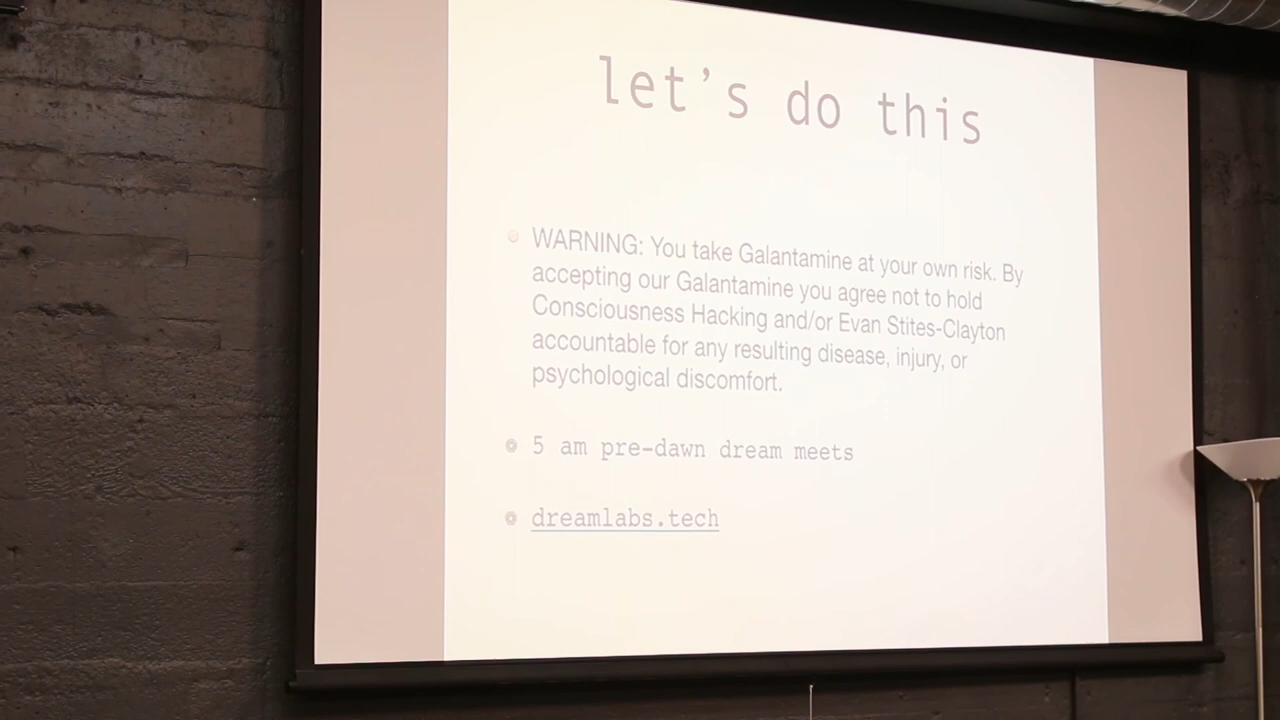 let's do this
WARNING: You take Galantamine at your own risk. By
accepting our Galantamine you agree not to hold
Consciousness Hacking and/or Evan Stites-Clayton
accountable for any resulting disease, injury, or
psychological discomfort.
5 am pre-dawn dream meets
dreamlabs.tech